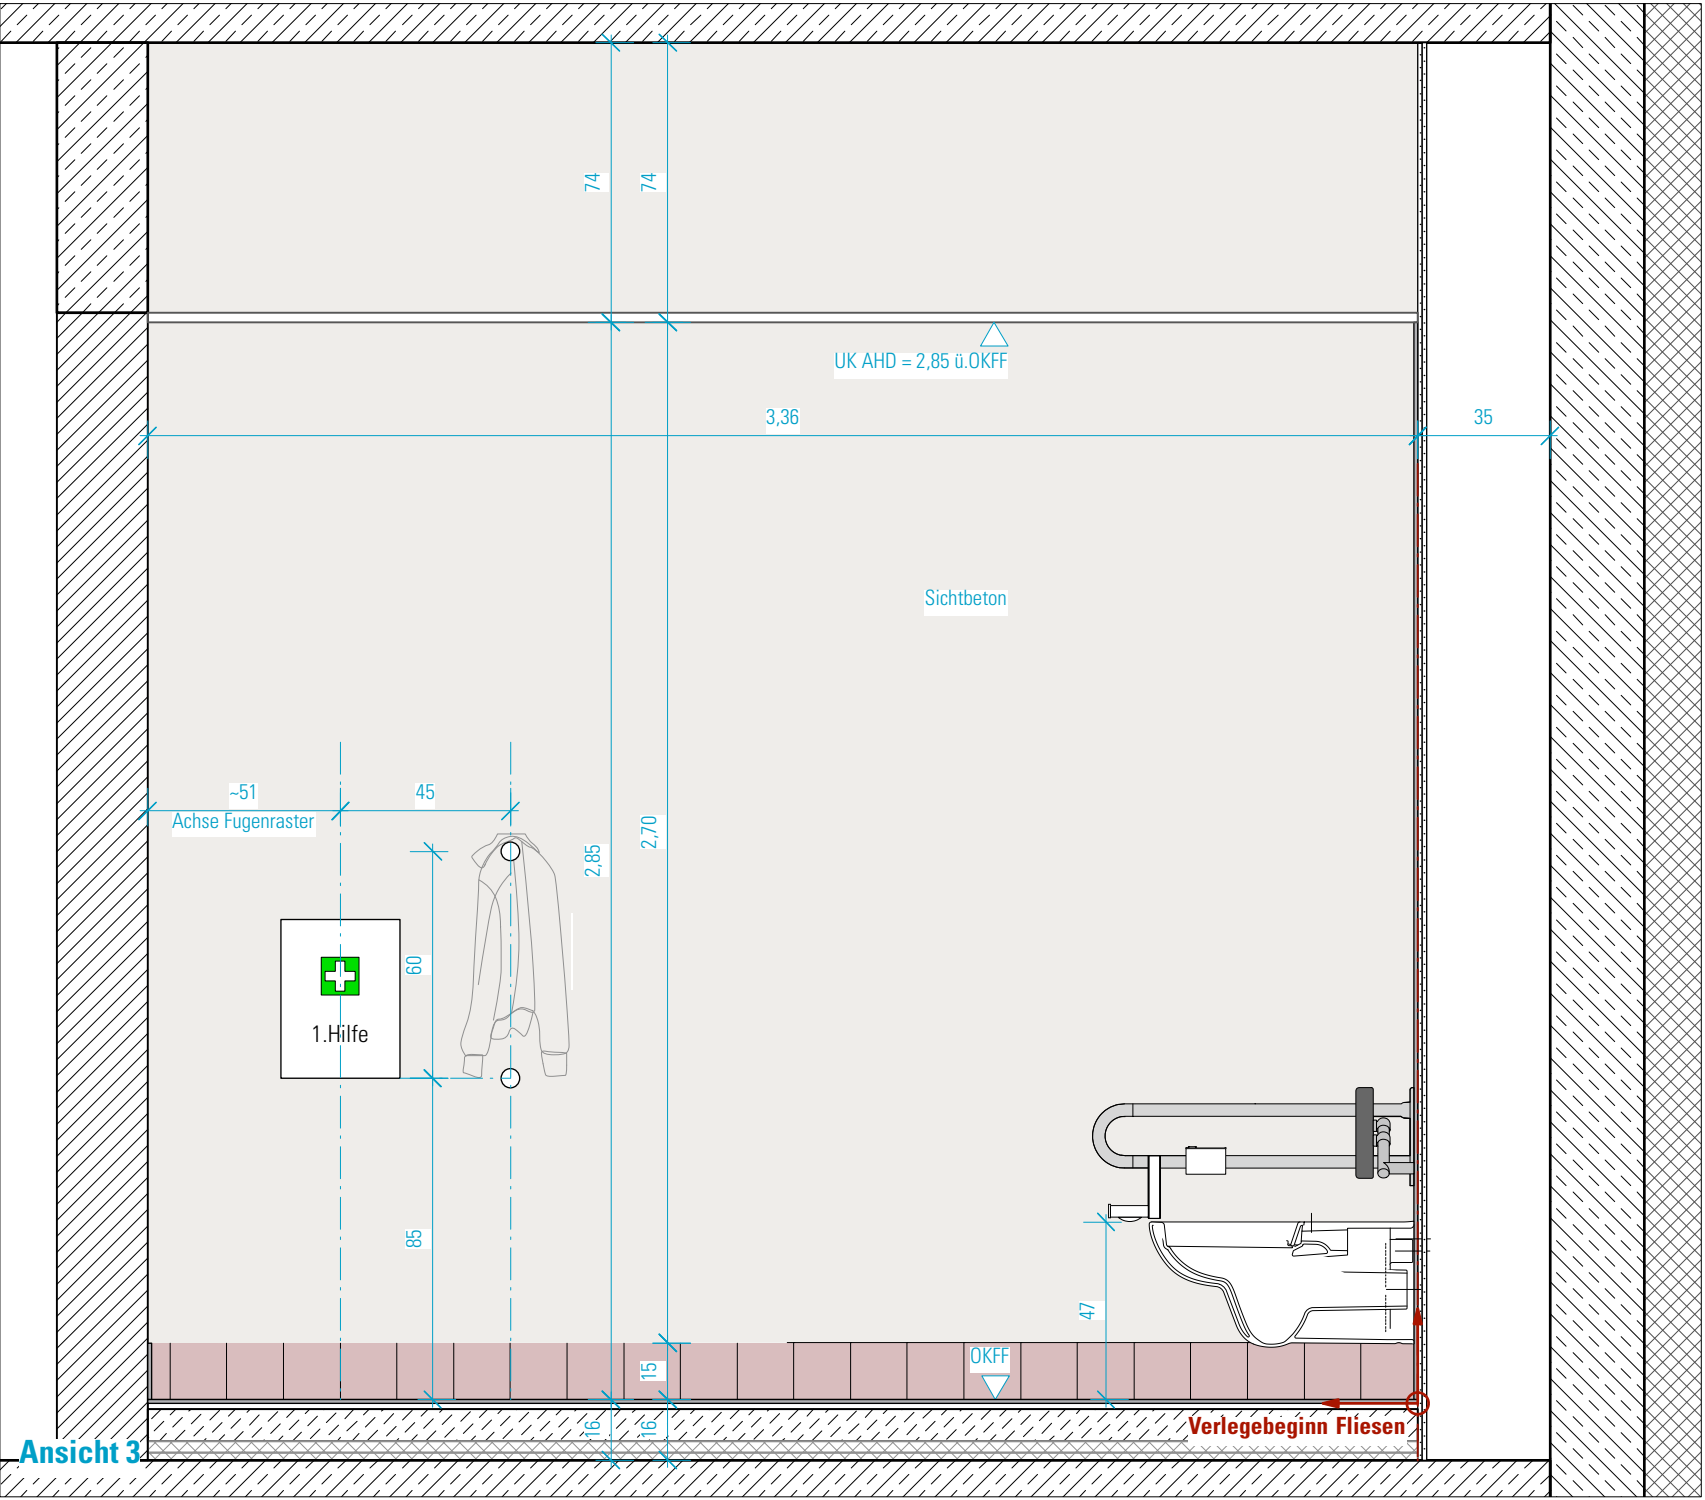 74
74
UK AHD = 2,85 ü.OKFF
3,36
35
Sichtbeton
~51
45
Achse Fugenraster
2,85
2,70
60
1.Hilfe
85
47
15
OKFF
16
16
Verlegebeginn Fliesen
Ansicht 3